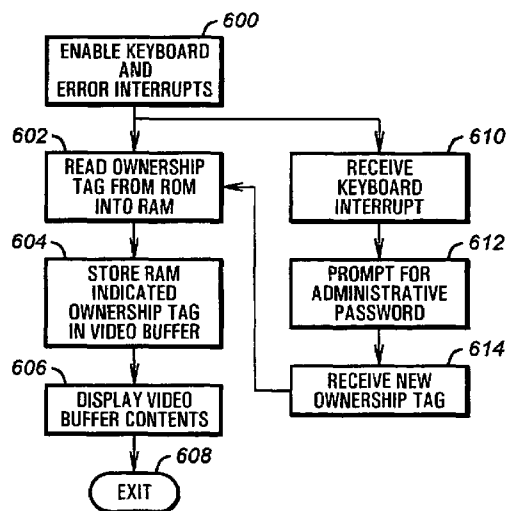 600
ENABLE KEYBOARD
AND
ERROR INTERRUPTS
602
READ OWNERSHIP
TAG FROM ROM
INTO RAM
610
RECEIVE
KEYBOARD
INTERRUPT
604
STORE RAM
INDICATED
OWNERSHIP TAG
IN VIDEO BUFFER
612
PROMPT FOR
ADMINISTRATIVE
PASSWORD
606
DISPLAY VIDEO
BUFFER CONTENTS
614
RECEIVE NEW
OWNERSHIP TAG
608
EXIT